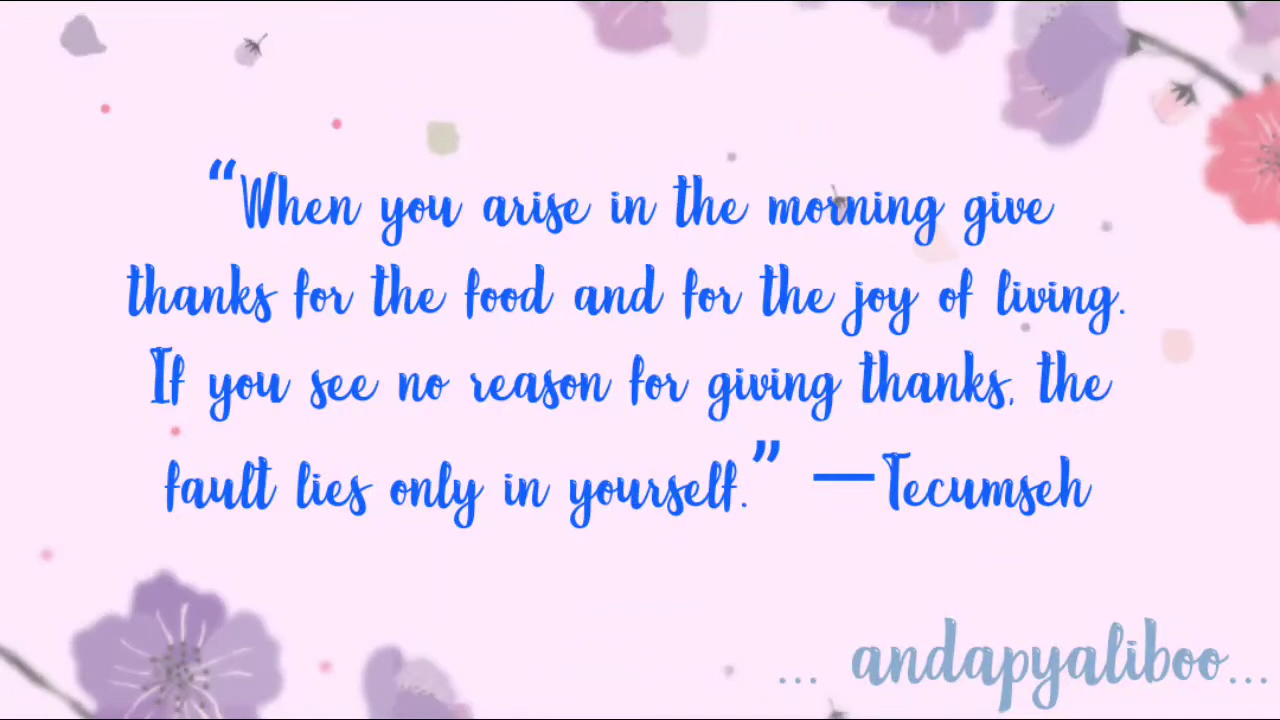 “When you arise in the morning give
thanks for the food and for the joy of living.
If you see no reason for giving thanks, the
fault lies only in yourself.” —Tecumseh
... andapyaliboo...